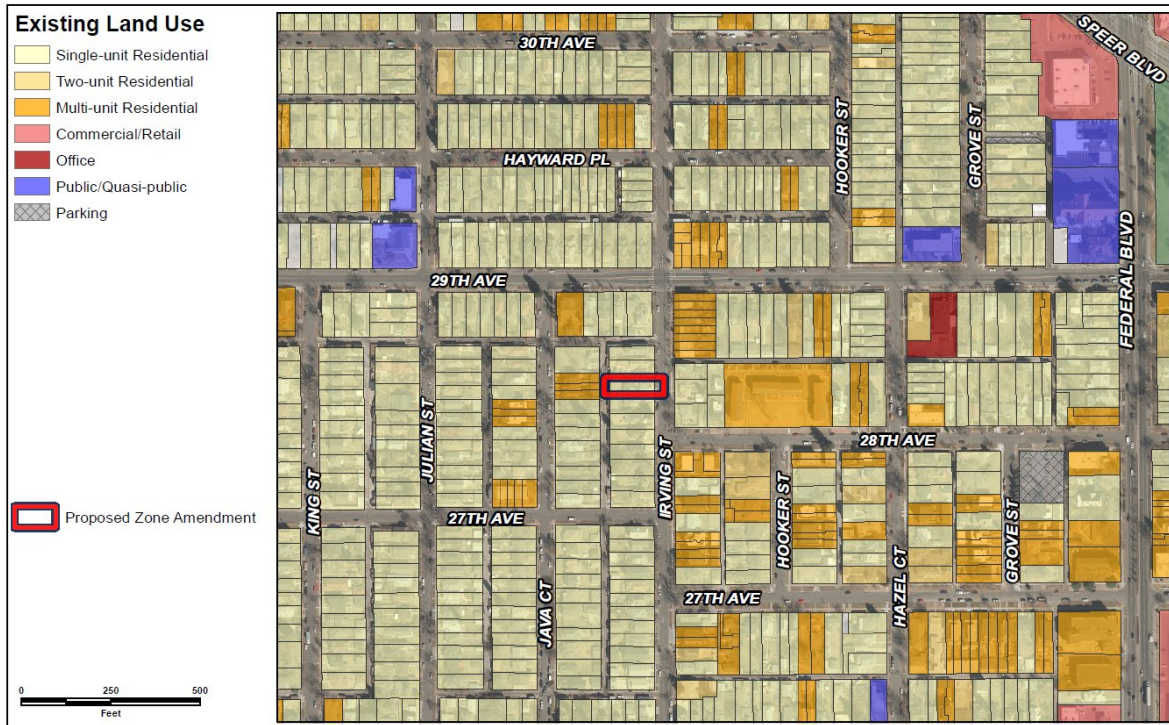 Existing Land Use
Single-unit Residential
Two-unit Residential
Multi-unit Residential
Commercial/Retail
Office
Public/Quasi-public
Parking
Proposed Zone Amendment
0 250 500
Feet
30TH AVE
SPEER BLVD
HAYWARD PL
HOOKER ST
GROVE ST
FEDERAL BLVD
29TH AVE
KING ST
JULIAN ST
JAVA CT
IRVING ST
28TH AVE
27TH AVE
HOOKER ST
HAZEL CT
GROVE ST
27TH AVE